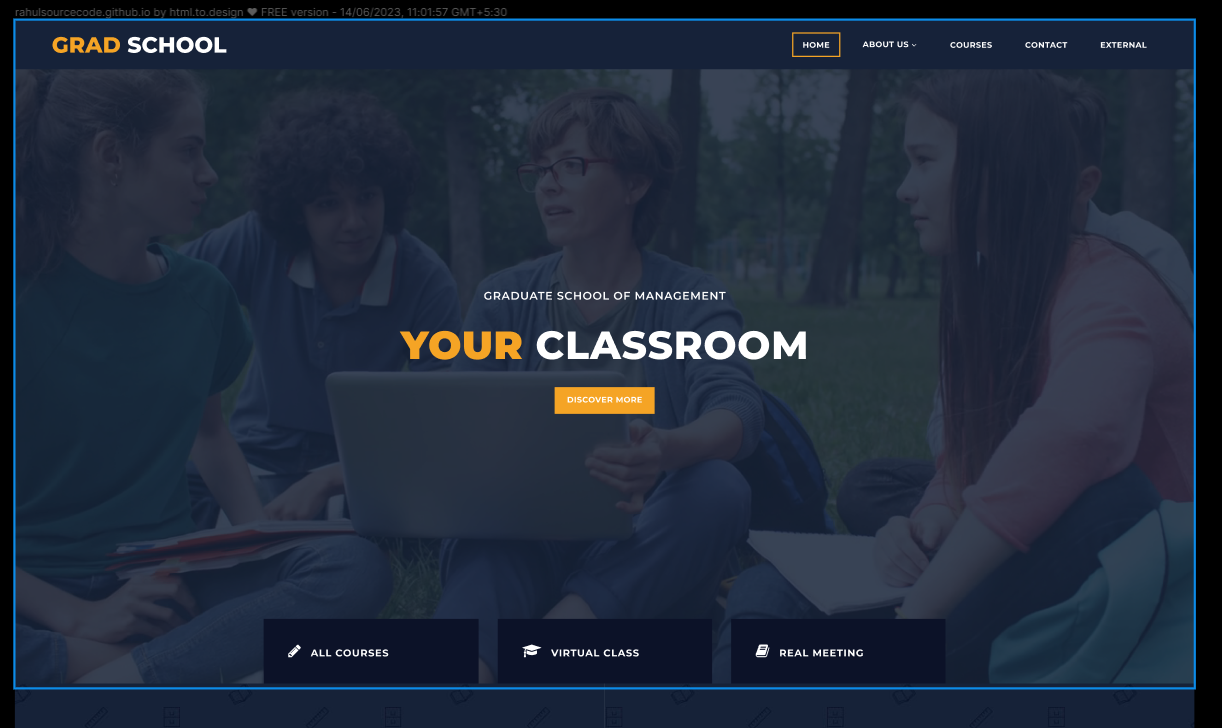 rahulsourcecode.github.io by html.to.design ❤ FREE version - 14/06/2023, 11:01:57 GMT+5:30
GRAD SCHOOL
HOME ABOUT US COURSES CONTACT EXTERNAL
GRADUATE SCHOOL OF MANAGEMENT
YOUR CLASSROOM
DISCOVER MORE
ALL COURSES VIRTUAL CLASS REAL MEETING